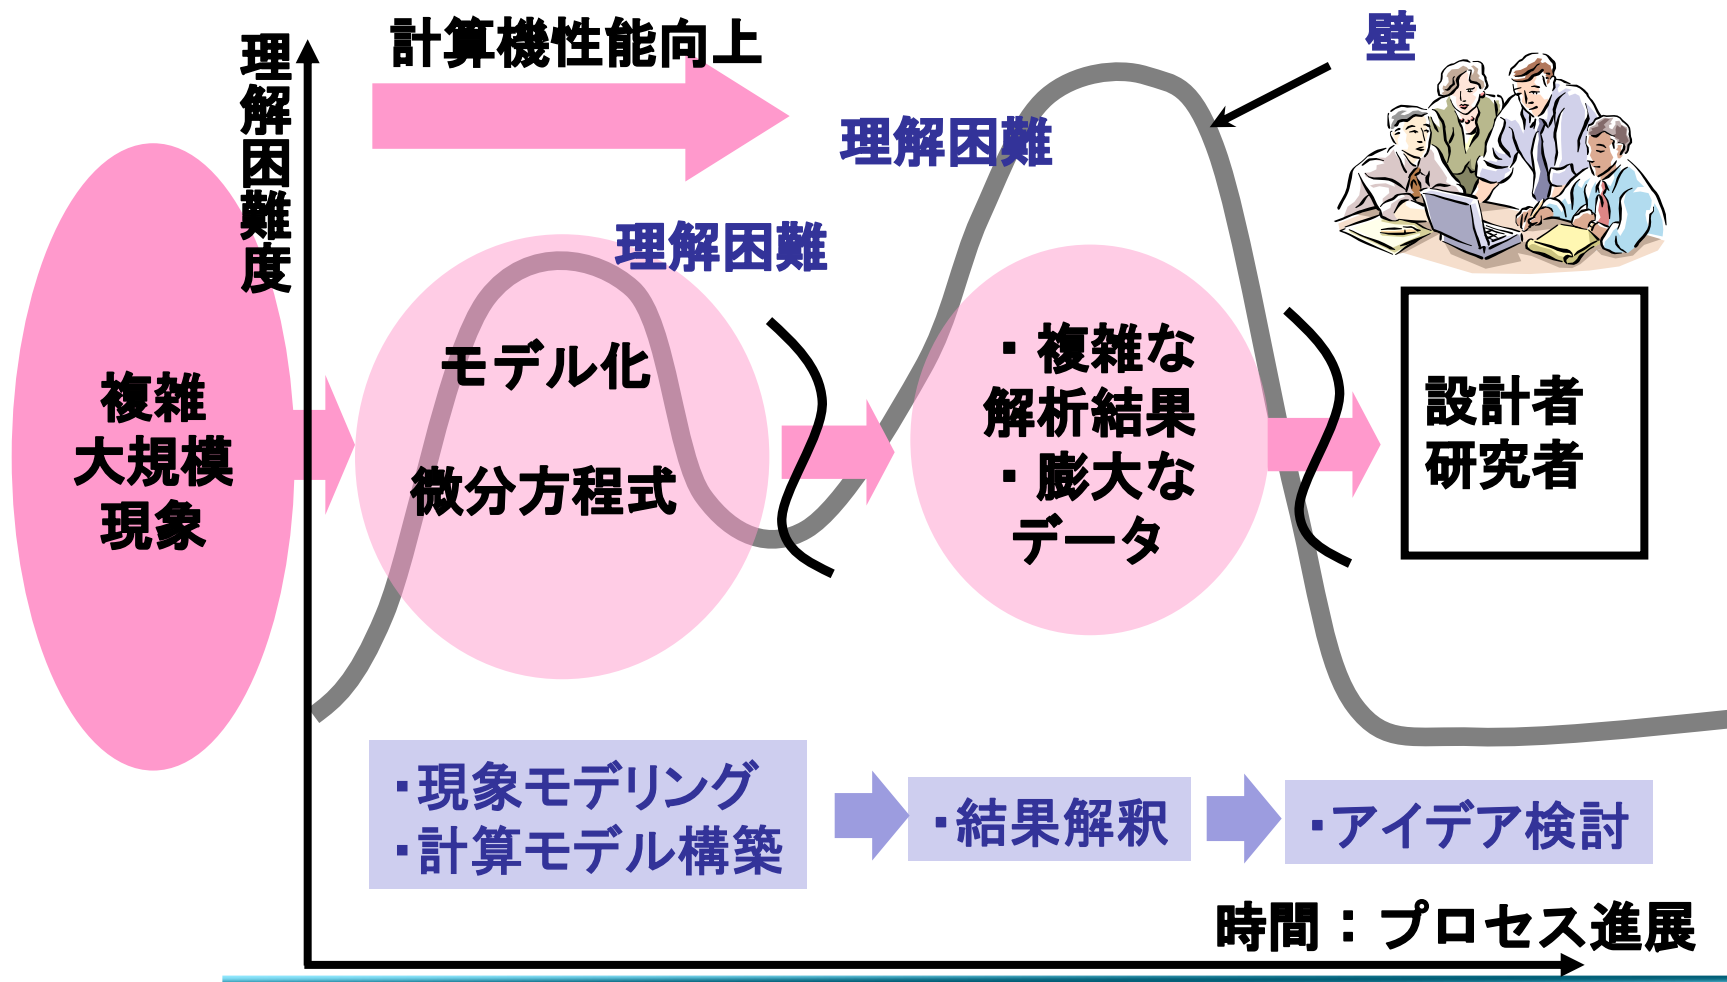 理解困難度
計算機性能向上
壁
理解困難
理解困難
複雑
大規模
現象
モデル化
微分方程式
・複雑な
解析結果
・膨大な
データ
設計者
研究者
・現象モデリング
・計算モデル構築
・結果解釈
・アイデア検討
時間：プロセス進展